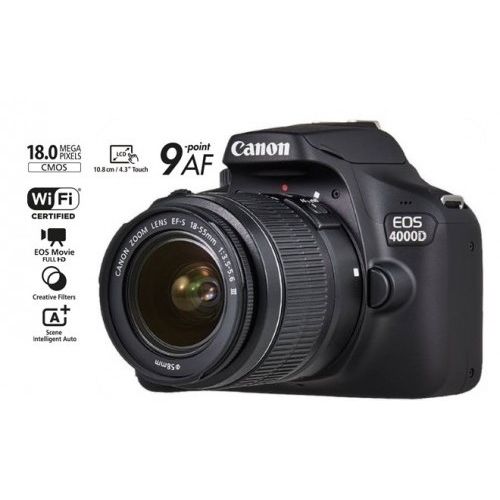 18.0 MEGA PIXELS
CMOS
LCD
10.8 cm / 4.3" Touch
9-point AF
Wi Fi
CERTIFIED
EOS Movie
FULL HD
Creative Filters
A+
Scene
Intelligent Auto
Canon
EOS
4000D
CANON ZOOM LENS EF-S 18-55mm 1:3.5-5.6 III
ø58mm